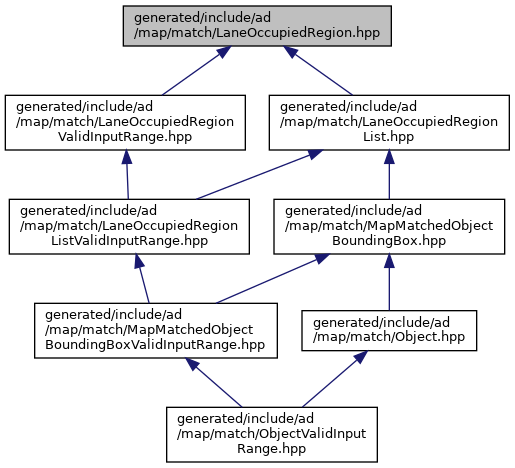 generated/include/ad
/map/match/LaneOccupiedRegion.hpp
generated/include/ad
/map/match/LaneOccupiedRegion
ValidInputRange.hpp
generated/include/ad
/map/match/LaneOccupiedRegion
List.hpp
generated/include/ad
/map/match/LaneOccupiedRegion
ListValidInputRange.hpp
generated/include/ad
/map/match/MapMatchedObject
BoundingBox.hpp
generated/include/ad
/map/match/MapMatchedObject
BoundingBoxValidInputRange.hpp
generated/include/ad
/map/match/Object.hpp
generated/include/ad
/map/match/ObjectValidInput
Range.hpp